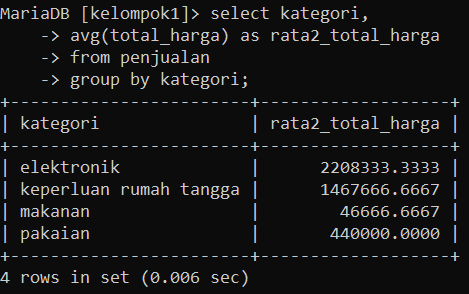 MariaDB [kelompok1]> select kategori,
    -> avg(total_harga) as rata2_total_harga
    -> from penjualan
    -> group by kategori;
+-------------------------+-------------------+
| kategori                | rata2_total_harga |
+-------------------------+-------------------+
| elektronik              |      2208333.3333 |
| keperluan rumah tangga  |      1467666.6667 |
| makanan                 |        46666.6667 |
| pakaian                 |       440000.0000 |
+-------------------------+-------------------+
4 rows in set (0.006 sec)